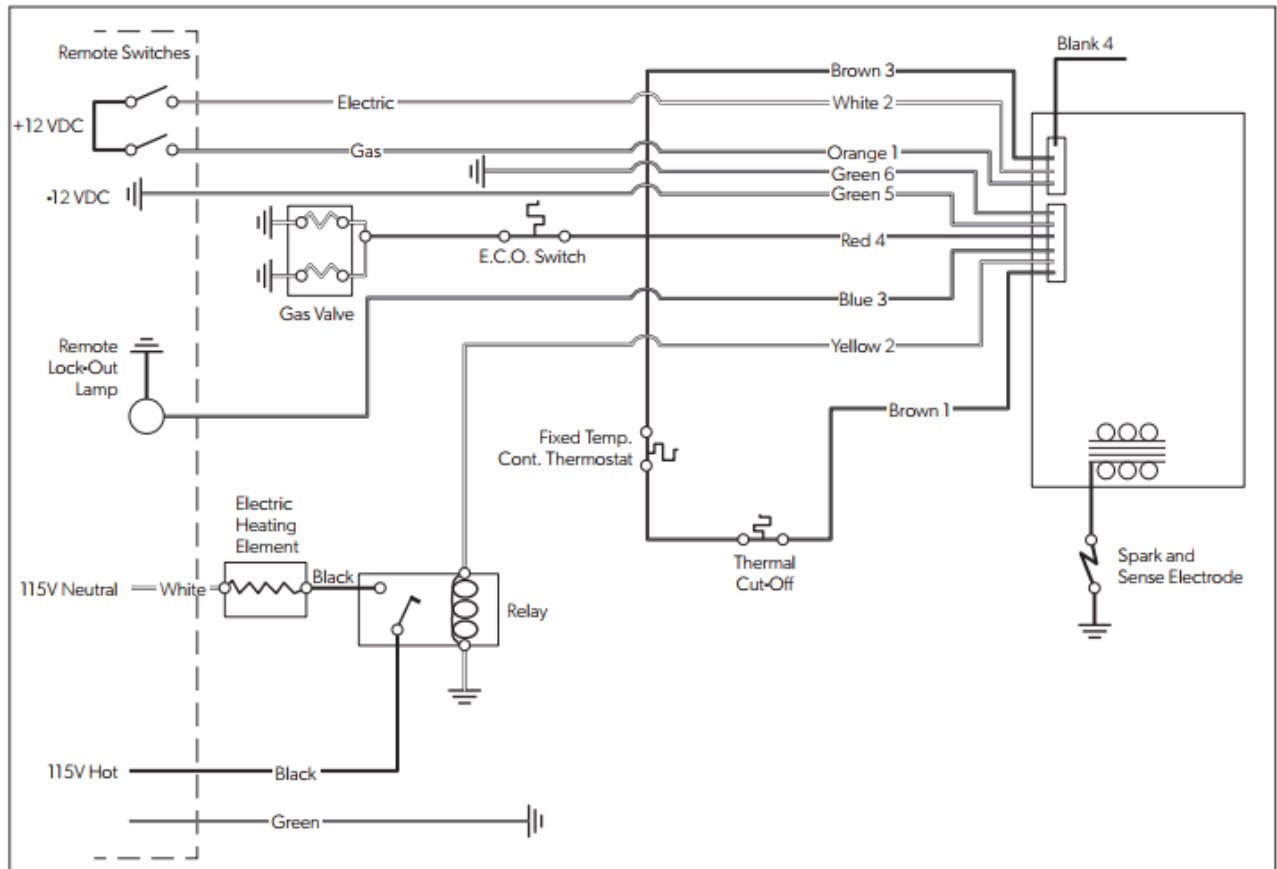 Remote Switches
+12 VDC
-12 VDC
Electric
Gas
Blank 4
Brown 3
White 2
Orange 1
Green 6
Green 5
Red 4
E.C.O. Switch
Gas Valve
Blue 3
Yellow 2
Remote
Lock-Out
Lamp
Brown 1
Fixed Temp.
Cont. Thermostat
Thermal
Cut-Off
Spark and
Sense Electrode
Electric
Heating
Element
115V Neutral
White
Black
Relay
115V Hot
Black
Green